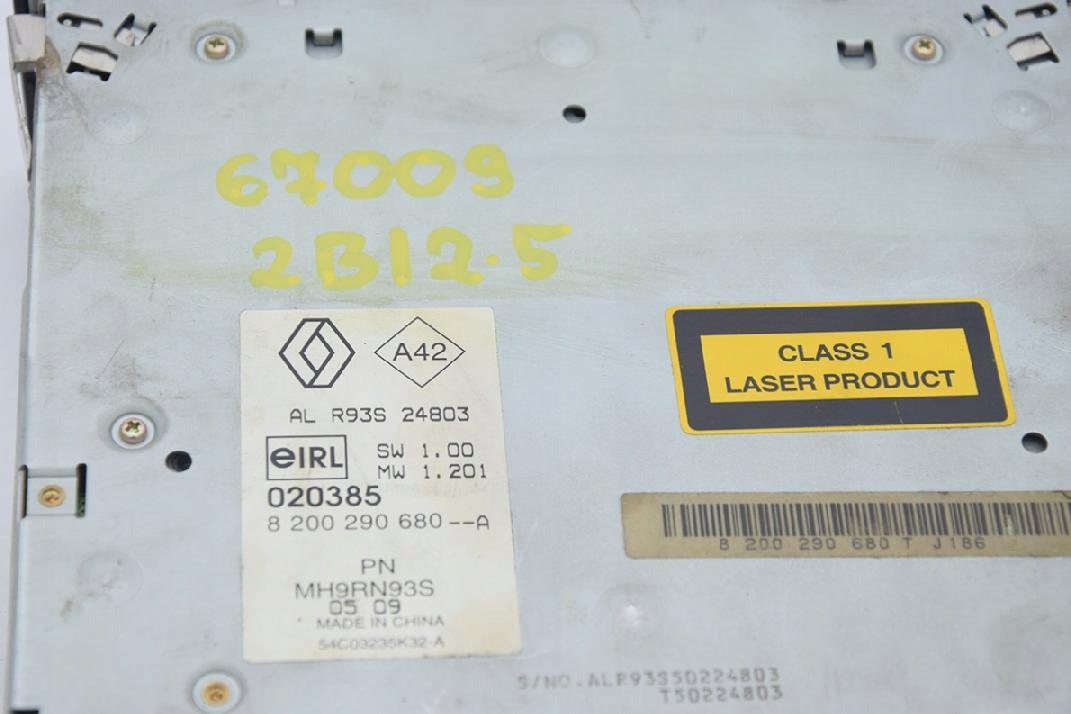 67009
2B12.5
A42
AL R93S 24803
eIRL
SW 1.00
MW 1.201
020385
8 200 290 680--A
PN
MH9RN93S
05 09
MADE IN CHINA
54C03235K32-A
CLASS 1
LASER PRODUCT
8 200 290 680 T J186
S/NO.ALR93S50224803
T50224803